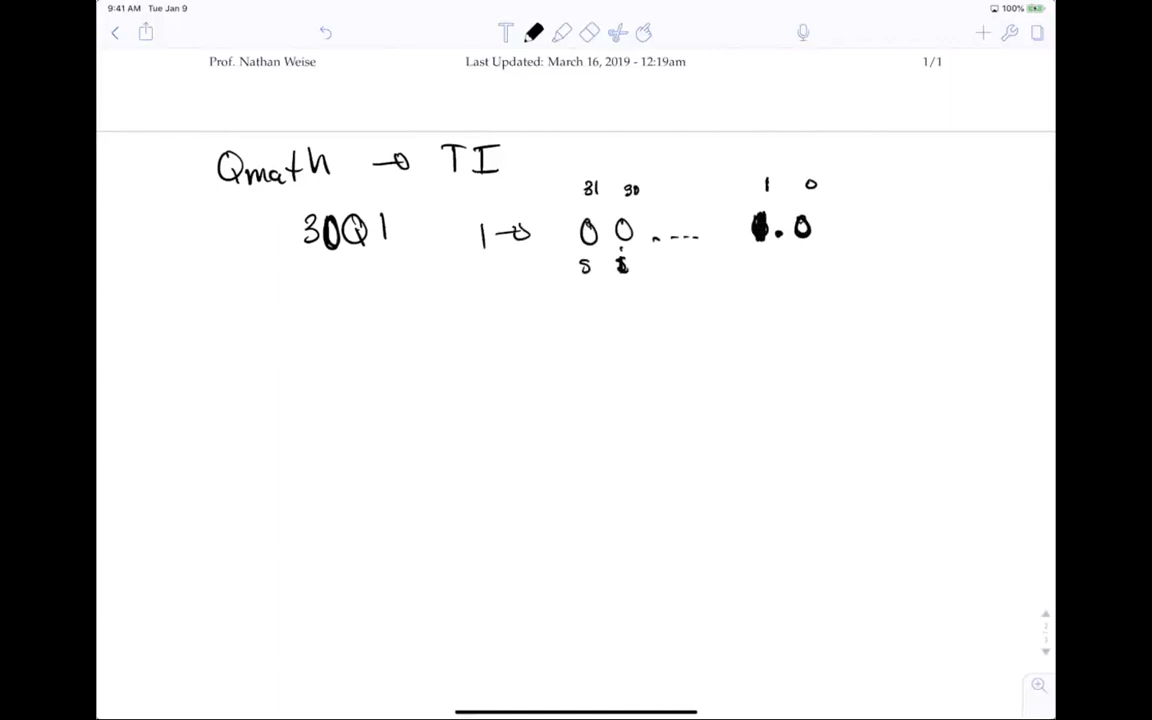 9:41 AM Tue Jan 9 100%
Prof. Nathan Weise Last Updated: March 16, 2019 - 12:19am 1/1
Qmath → TI
31 30 1 0
30Q1 1 → 0 0 . --- . 0
S